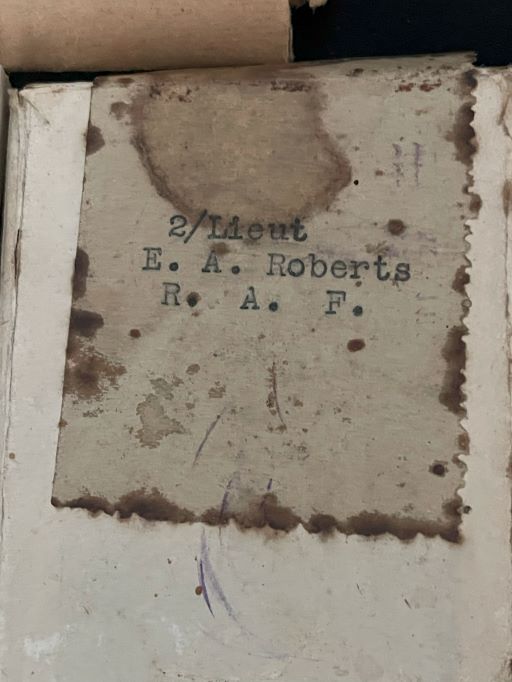 2/Lieut
E. A. Roberts
R. A. F.